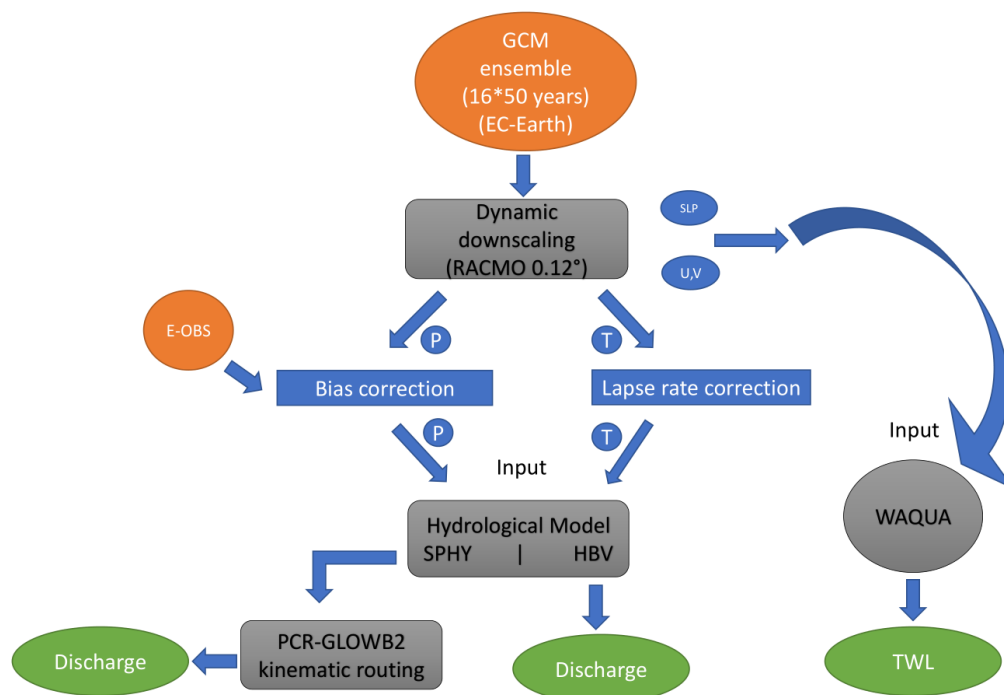 GCM
ensemble
(16*50 years)
(EC-Earth)
Dynamic
downscaling
(RACMO 0.12°)
SLP
U,V
E-OBS
P
T
Bias correction
Lapse rate correction
P
T
Input
Input
Hydrological Model
SPHY | HBV
WAQUA
PCR-GLOWB2
kinematic routing
Discharge
Discharge
TWL